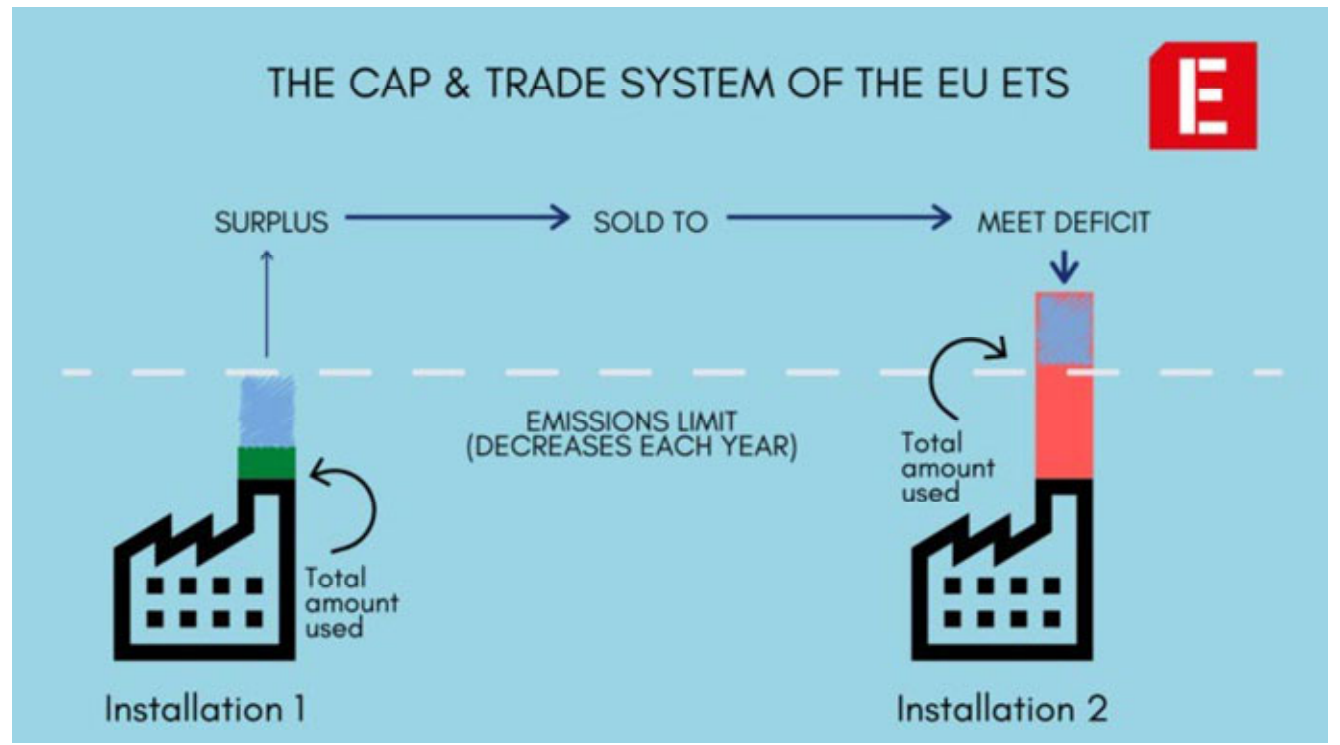 THE CAP & TRADE SYSTEM OF THE EU ETS
E
SURPLUS
SOLD TO
MEET DEFICIT
EMISSIONS LIMIT
(DECREASES EACH YEAR)
Total
amount
used
Total
amount
used
Installation 1
Installation 2